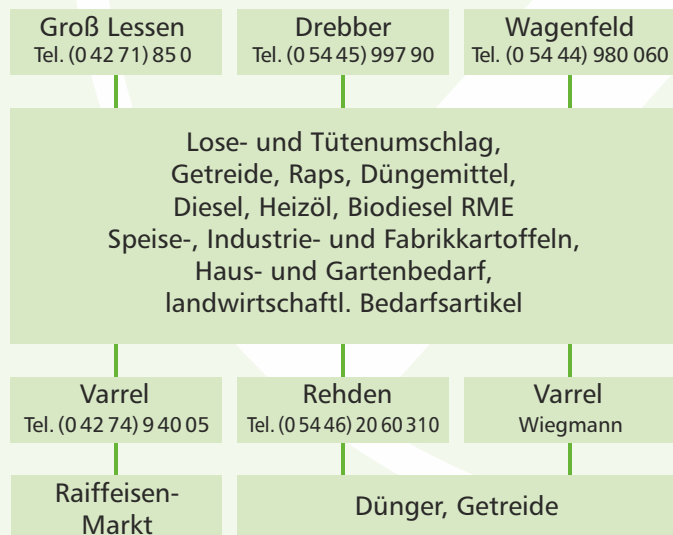 Groß Lessen
Tel. (0 42 71) 85 0
Drebber
Tel. (0 54 45) 997 90
Wagenfeld
Tel. (0 54 44) 980 060
Lose- und Tütenumschlag,
Getreide, Raps, Düngemittel,
Diesel, Heizöl, Biodiesel RME
Speise-, Industrie- und Fabrikkartoffeln,
Haus- und Gartenbedarf,
landwirtschaftl. Bedarfsartikel
Varrel
Tel. (0 42 74) 9 40 05
Rehden
Tel. (0 54 46) 20 60 310
Varrel
Wiegmann
Raiffeisen-
Markt
Dünger, Getreide